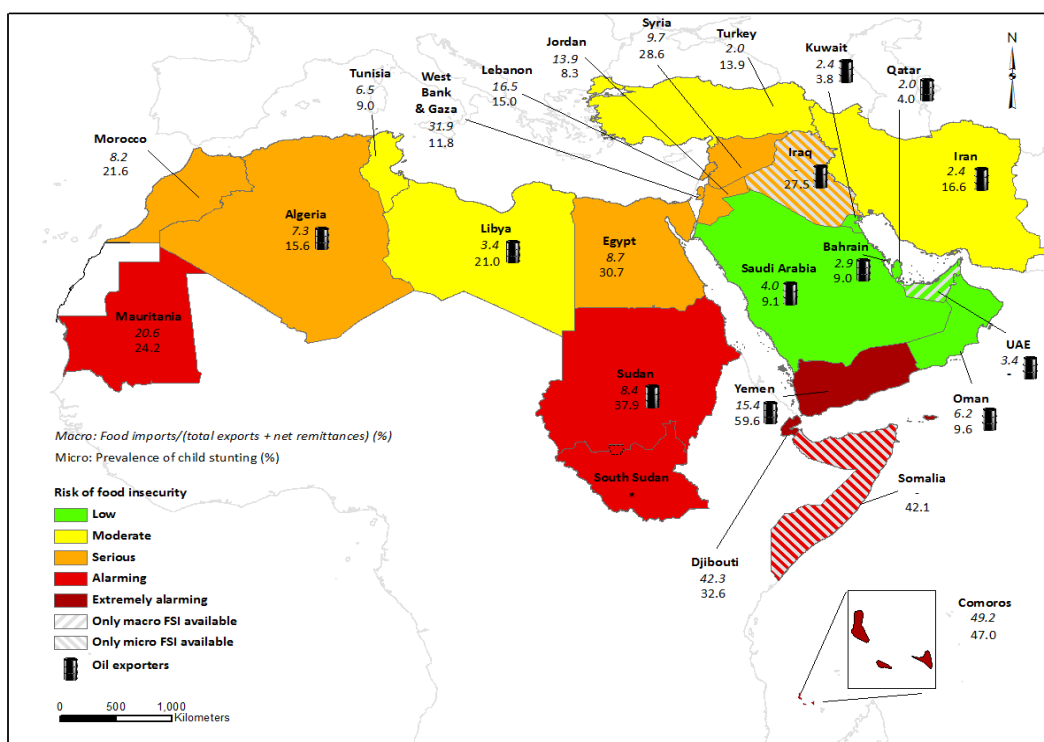 Syria
9.7
28.6
Turkey
2.0
13.9
Jordan
13.9
8.3
Kuwait
2.4
3.8
N
Tunisia
6.5
9.0
West
Bank
& Gaza
31.9
11.8
Lebanon
16.5
15.0
Qatar
2.0
4.0
Morocco
8.2
21.6
Iraq
-
27.5
Iran
2.4
16.6
Algeria
7.3
15.6
Libya
3.4
21.0
Egypt
8.7
30.7
Bahrain
2.9
9.0
Saudi Arabia
4.0
9.1
Mauritania
20.6
24.2
UAE
3.4
-
Sudan
8.4
37.9
Yemen
15.4
59.6
Oman
6.2
9.6
South Sudan
*
Somalia
-
42.1
Djibouti
42.3
32.6
Comoros
49.2
47.0
Macro: Food imports/(total exports + net remittances) (%)
Micro: Prevalence of child stunting (%)
Risk of food insecurity
Low
Moderate
Serious
Alarming
Extremely alarming
Only macro FSI available
Only micro FSI available
Oil exporters
0 500 1,000
Kilometers